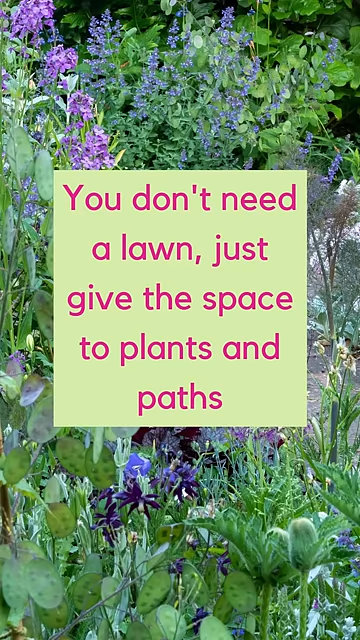 You don't need
a lawn, just
give the space
to plants and
paths